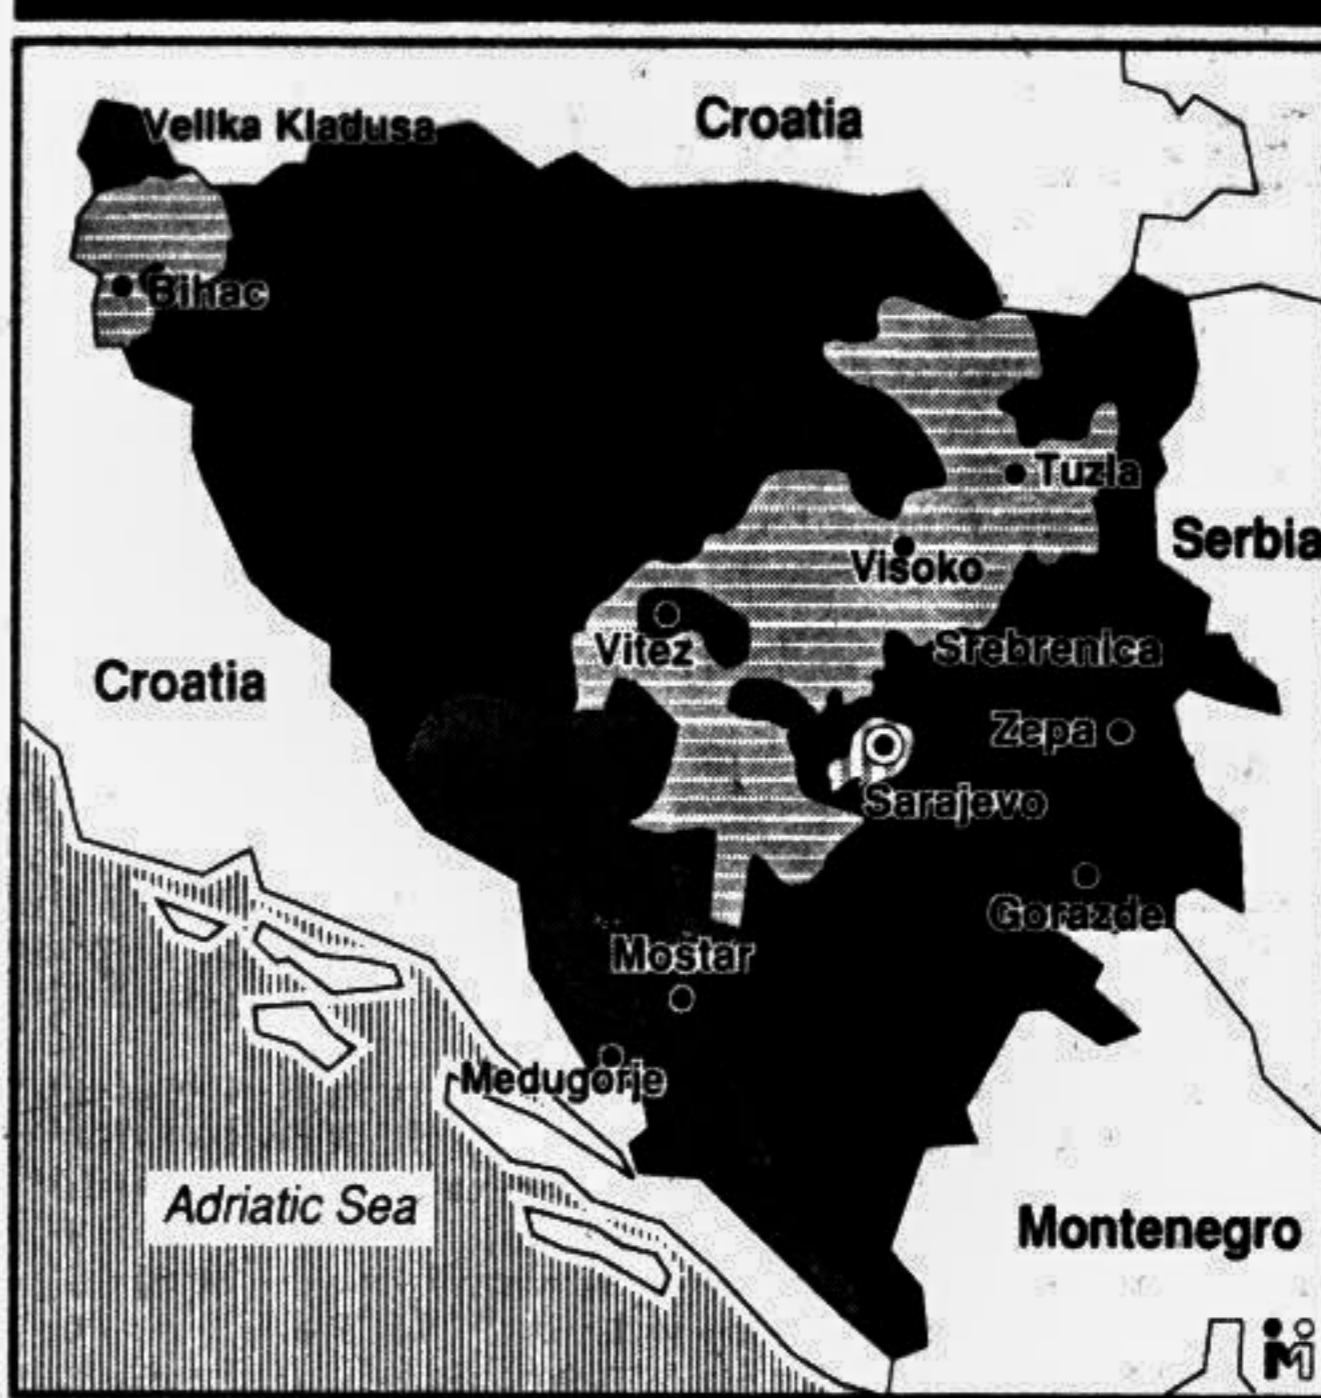 Velika Kladusa
Croatia
Bihac
Tuzla
Serbia
Visoko
Srebrenica
Vitez
Croatia
Zepa
Sarajevo
Gorazde
Mostar
Medugorje
Adriatic Sea
Montenegro